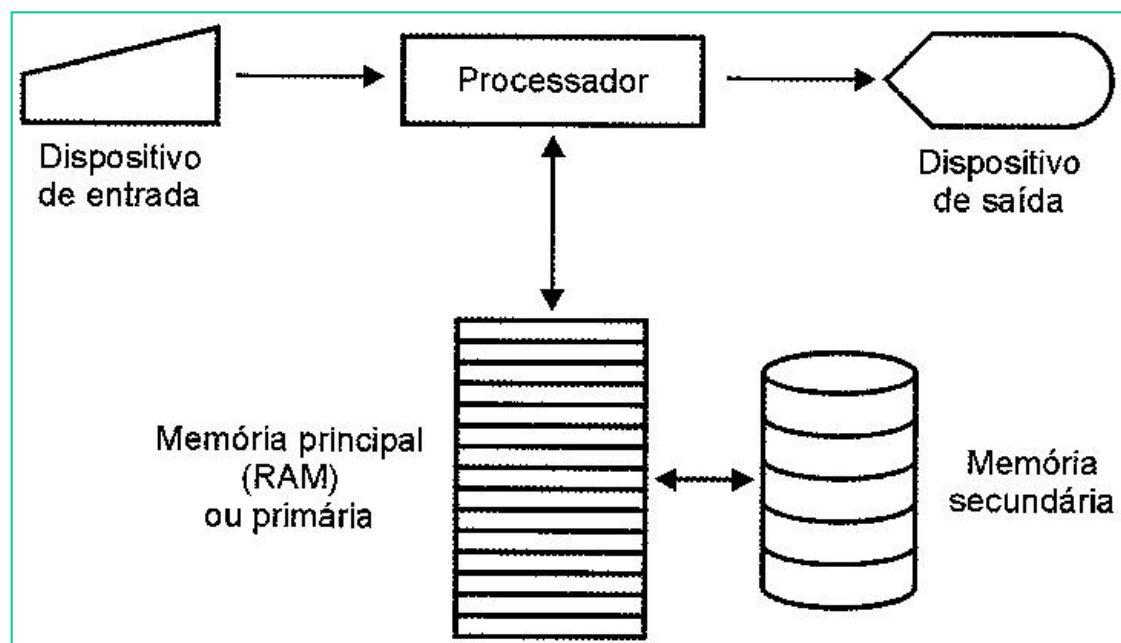 Processador
Dispositivo
de entrada
Dispositivo
de saída
Memória principal
(RAM)
ou primária
Memória
secundária